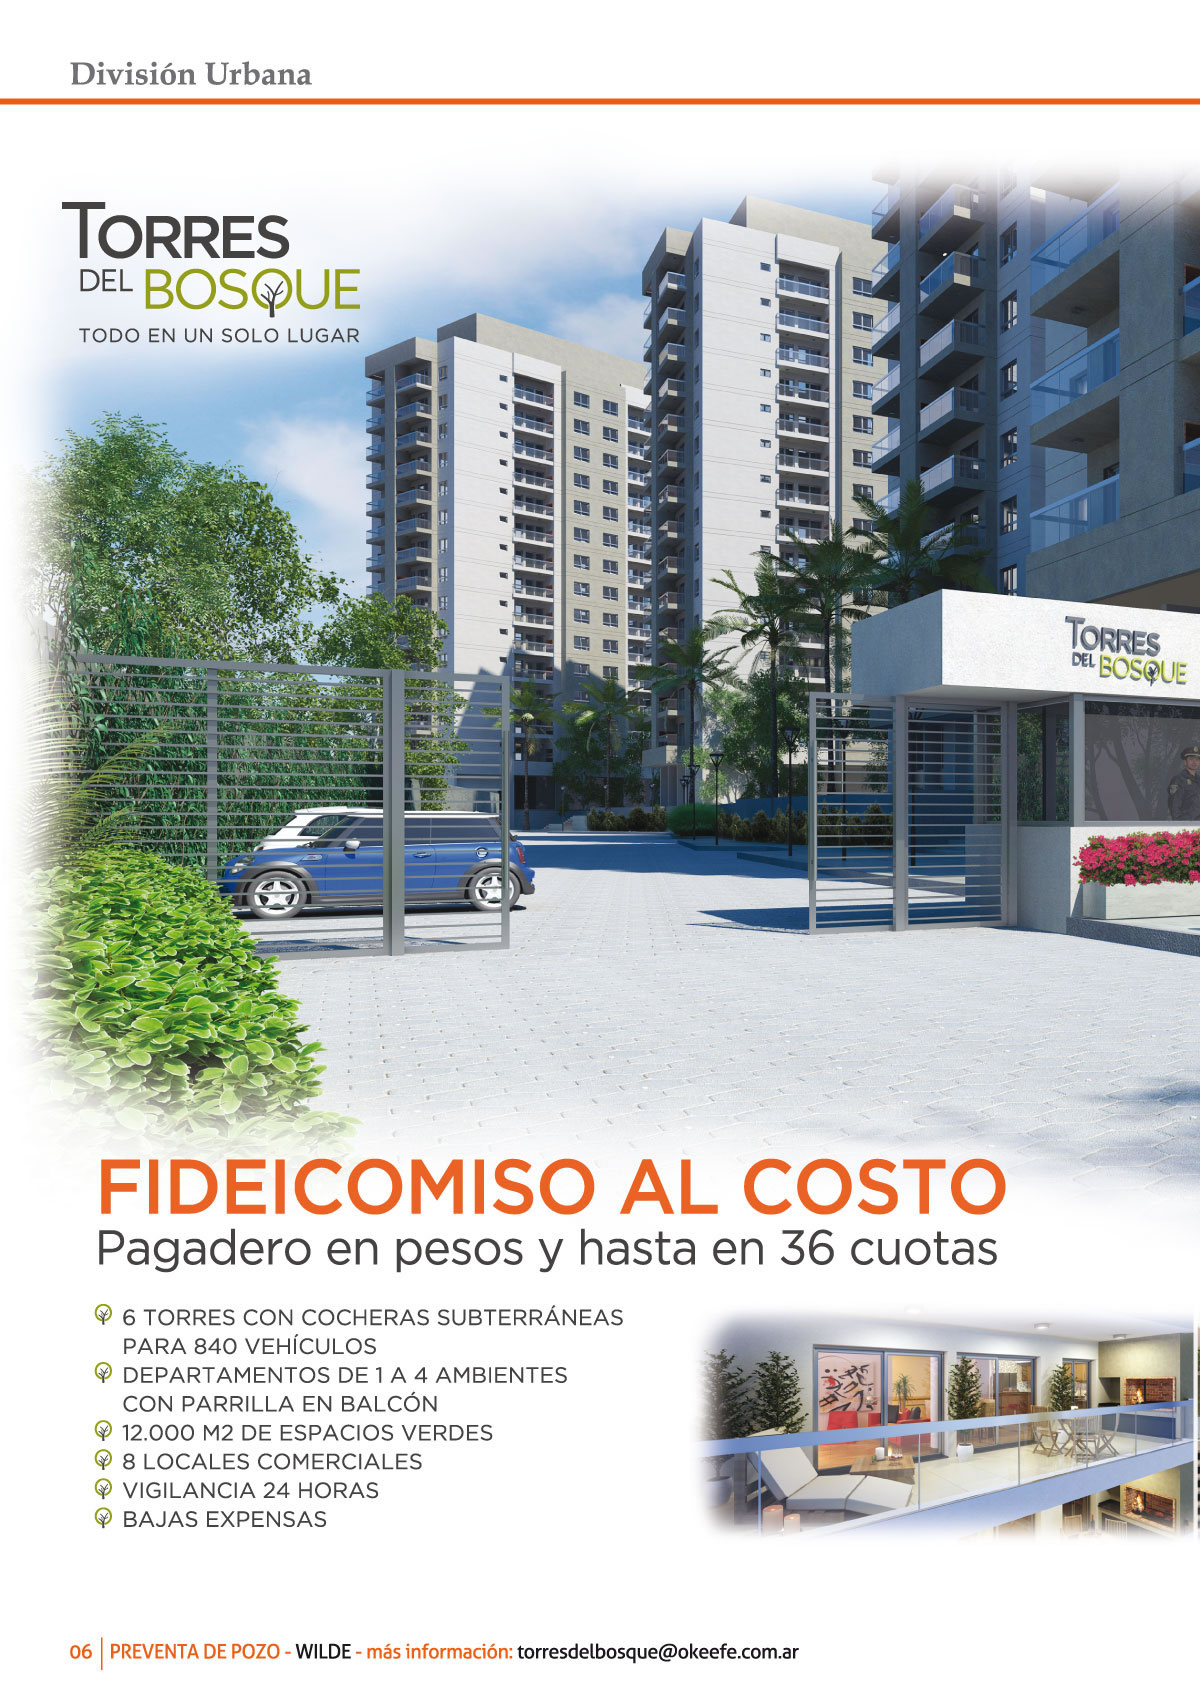 División Urbana
TORRES
DEL BOSQUE
TODO EN UN SOLO LUGAR
TORRES
DEL BOSQUE
FIDEICOMISO AL COSTO
Pagadero en pesos y hasta en 36 cuotas
6 TORRES CON COCHERAS SUBTERRÁNEAS
PARA 840 VEHÍCULOS
DEPARTAMENTOS DE 1 A 4 AMBIENTES
CON PARRILLA EN BALCÓN
12.000 M2 DE ESPACIOS VERDES
8 LOCALES COMERCIALES
VIGILANCIA 24 HORAS
BAJAS EXPENSAS
06 | PREVENTA DE POZO - WILDE - más información: torresdelbosque@okeefe.com.ar